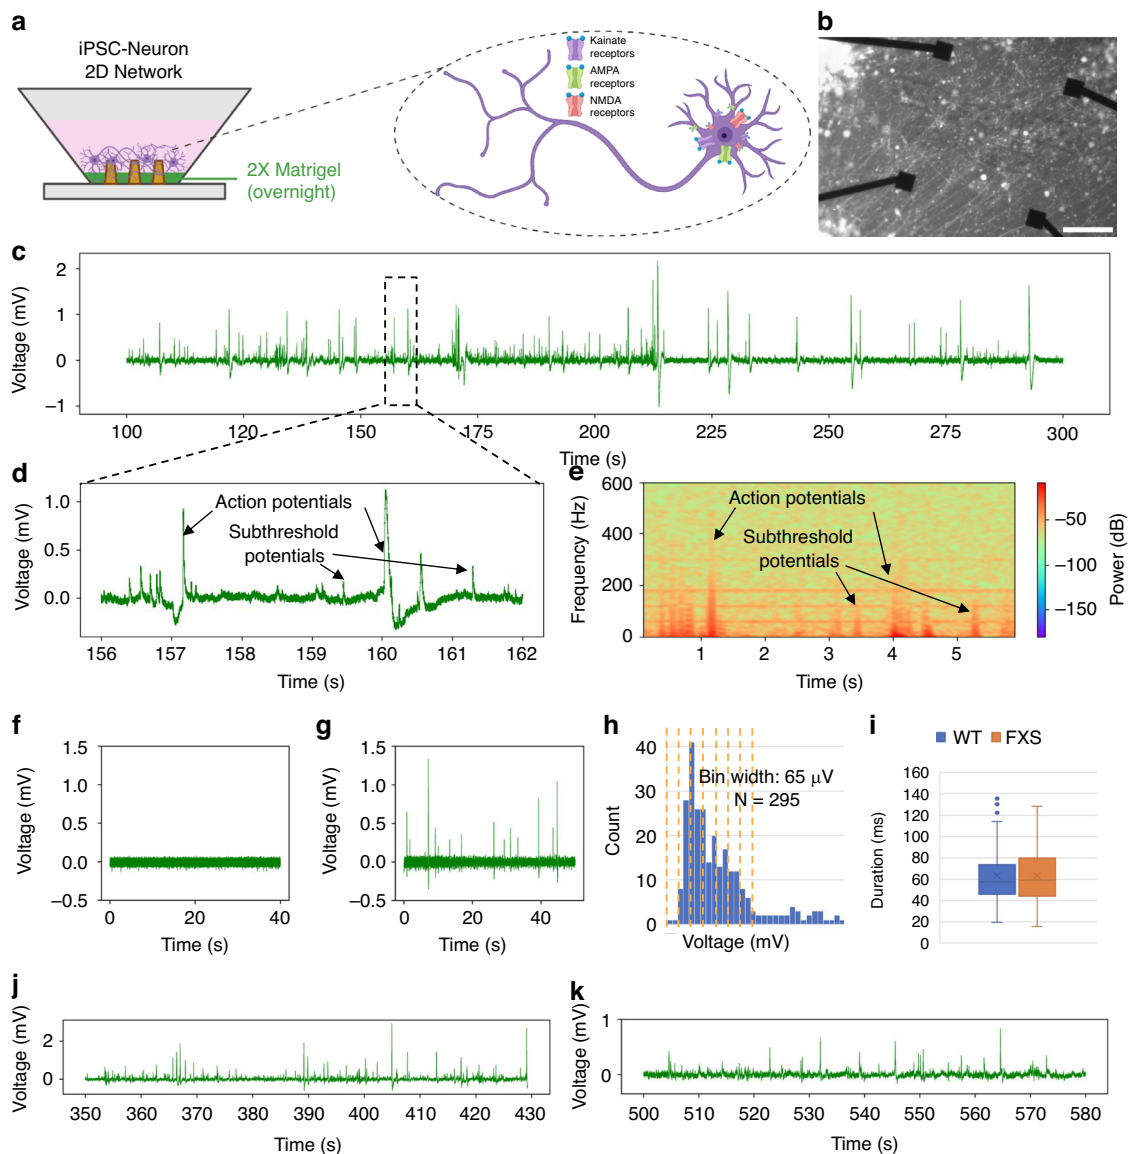 a
iPSC-Neuron
2D Network
2X Matrigel
(overnight)
Kainate
receptors
AMPA
receptors
NMDA
receptors
b
c
Voltage (mV)
2
1
0
−1
100
125
150
175
200
225
250
275
300
Time (s)
d
Voltage (mV)
1.0
0.5
0.0
Action potentials
Subthreshold
potentials
156
157
158
159
160
161
162
Time (s)
e
Frequency (Hz)
600
400
200
0
Action potentials
Subthreshold
potentials
1
2
3
4
5
Time (s)
−50
−100
−150
Power (dB)
f
Voltage (mV)
1.5
1.0
0.5
0.0
−0.5
0
20
40
Time (s)
g
Voltage (mV)
1.5
1.0
0.5
0.0
−0.5
0
20
40
Time (s)
h
Count
40
30
20
10
0
Bin width: 65 µV
N = 295
Voltage (mV)
i
WT
FXS
Duration (ms)
160
140
120
100
80
60
40
20
0
j
Voltage (mV)
2
0
350
360
370
380
390
400
410
420
430
Time (s)
k
Voltage (mV)
1
0
500
510
520
530
540
550
560
570
580
Time (s)